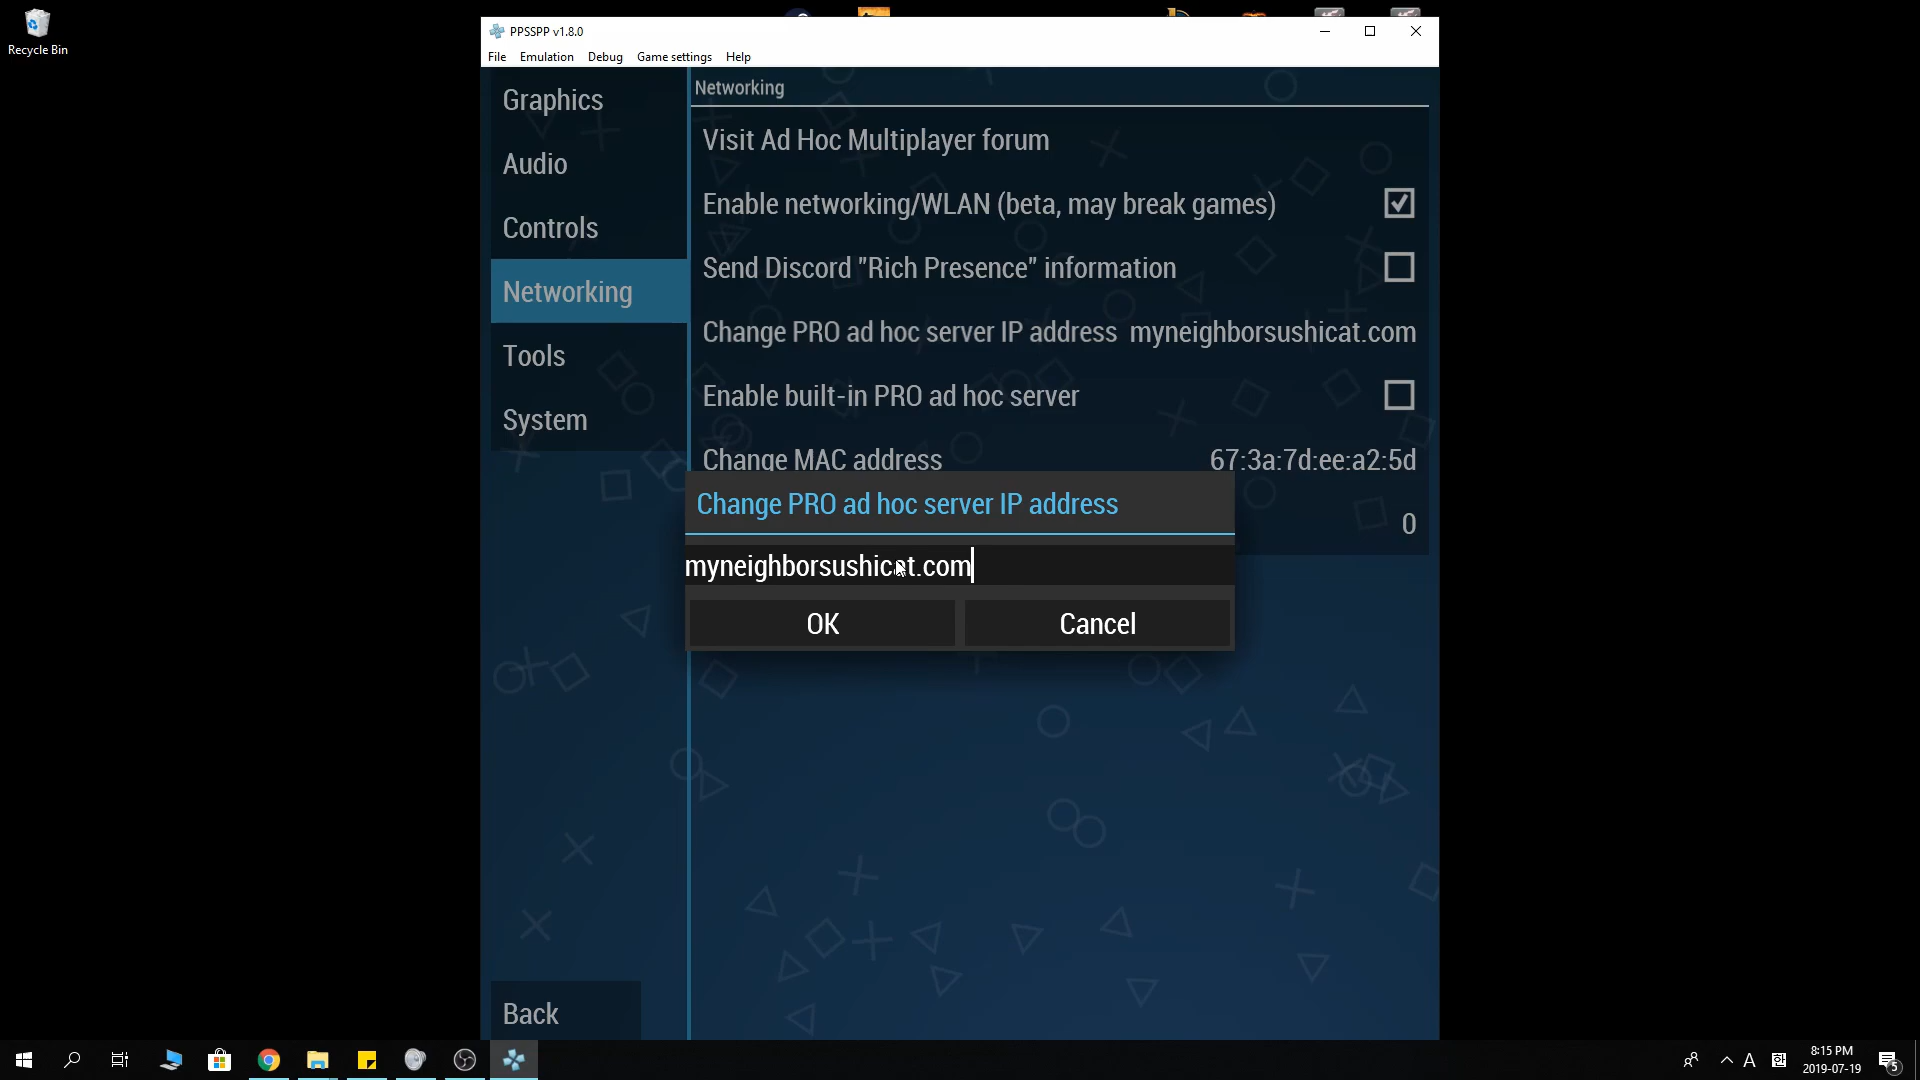 Recycle Bin
PPSSPP v1.8.0
File Emulation Debug Game settings Help
Graphics
Audio
Controls
Networking
Tools
System
Back
Networking
Visit Ad Hoc Multiplayer forum
Enable networking/WLAN (beta, may break games)
Send Discord "Rich Presence" information
Change PRO ad hoc server IP address myneighborsushicat.com
Enable built-in PRO ad hoc server
Change MAC address 67:3a:7d:ee:a2:5d
0
Change PRO ad hoc server IP address
myneighborsushicat.com
OK Cancel
A
8:15 PM
2019-07-19
5